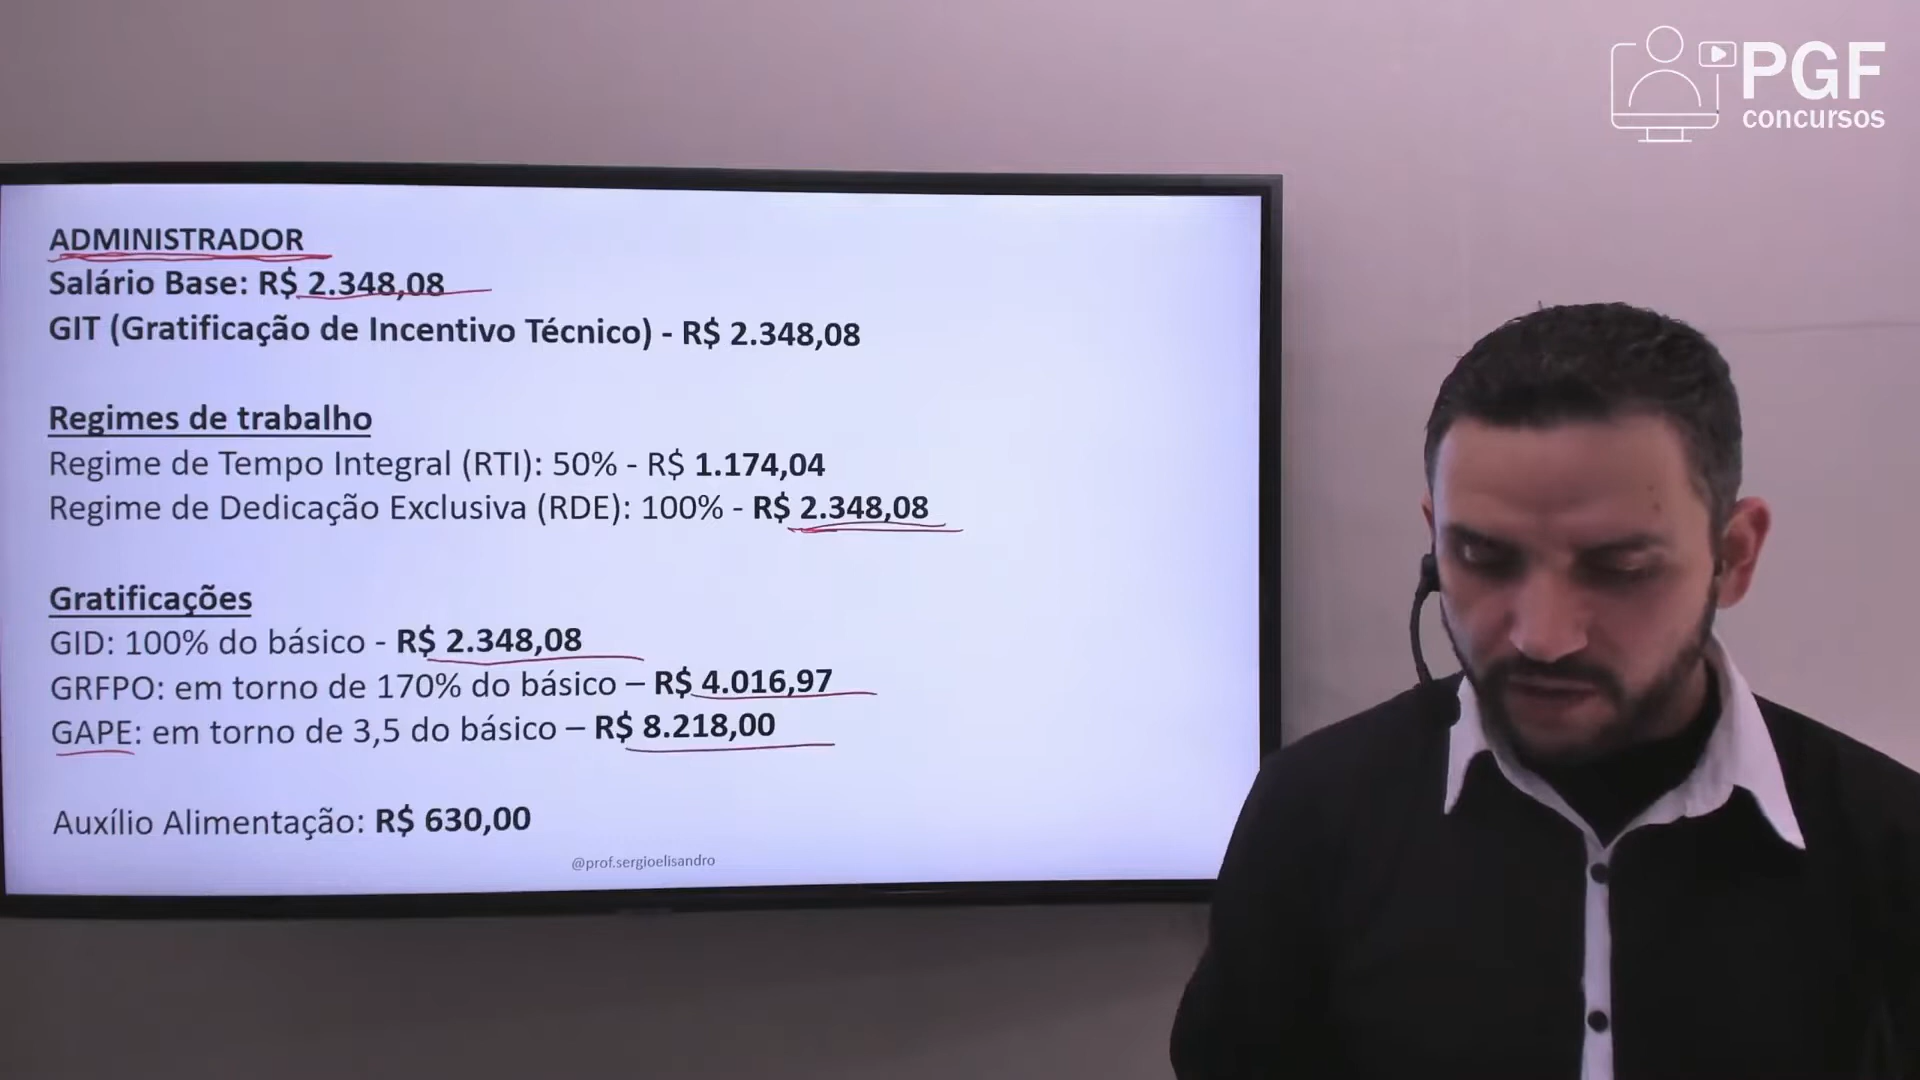 PGF
concursos
ADMINISTRADOR
Salário Base: R$ 2.348,08
GIT (Gratificação de Incentivo Técnico) - R$ 2.348,08
Regimes de trabalho
Regime de Tempo Integral (RTI): 50% - R$ 1.174,04
Regime de Dedicação Exclusiva (RDE): 100% - R$ 2.348,08
Gratificações
GID: 100% do básico - R$ 2.348,08
GRFPO: em torno de 170% do básico – R$ 4.016,97
GAPE: em torno de 3,5 do básico – R$ 8.218,00
Auxílio Alimentação: R$ 630,00
@prof.sergioelisandro